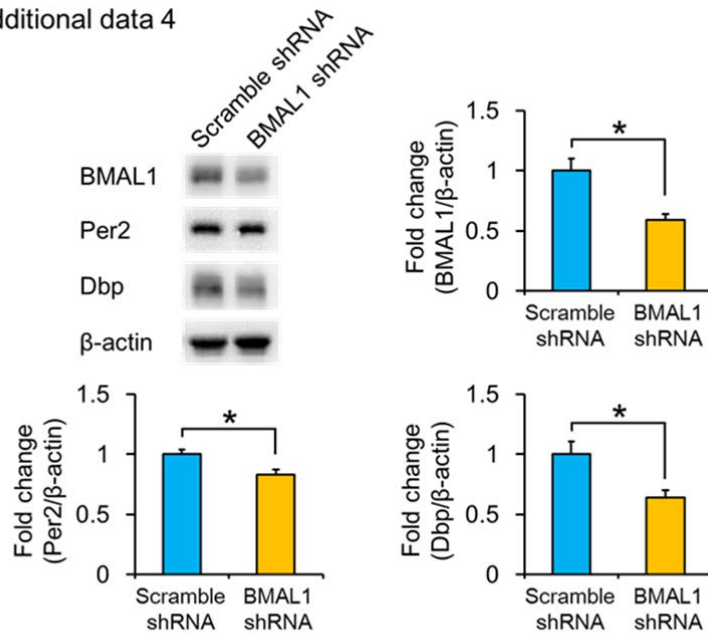 dditional data 4
Scramble shRNA
BMAL1 shRNA
BMAL1
Per2
Dbp
β-actin
Fold change
(BMAL1/β-actin)
1.5
1
0.5
0
*
Scramble
shRNA
BMAL1
shRNA
Fold change
(Per2/β-actin)
1.5
1
0.5
0
*
Scramble
shRNA
BMAL1
shRNA
Fold change
(Dbp/β-actin)
1.5
1
0.5
0
*
Scramble
shRNA
BMAL1
shRNA